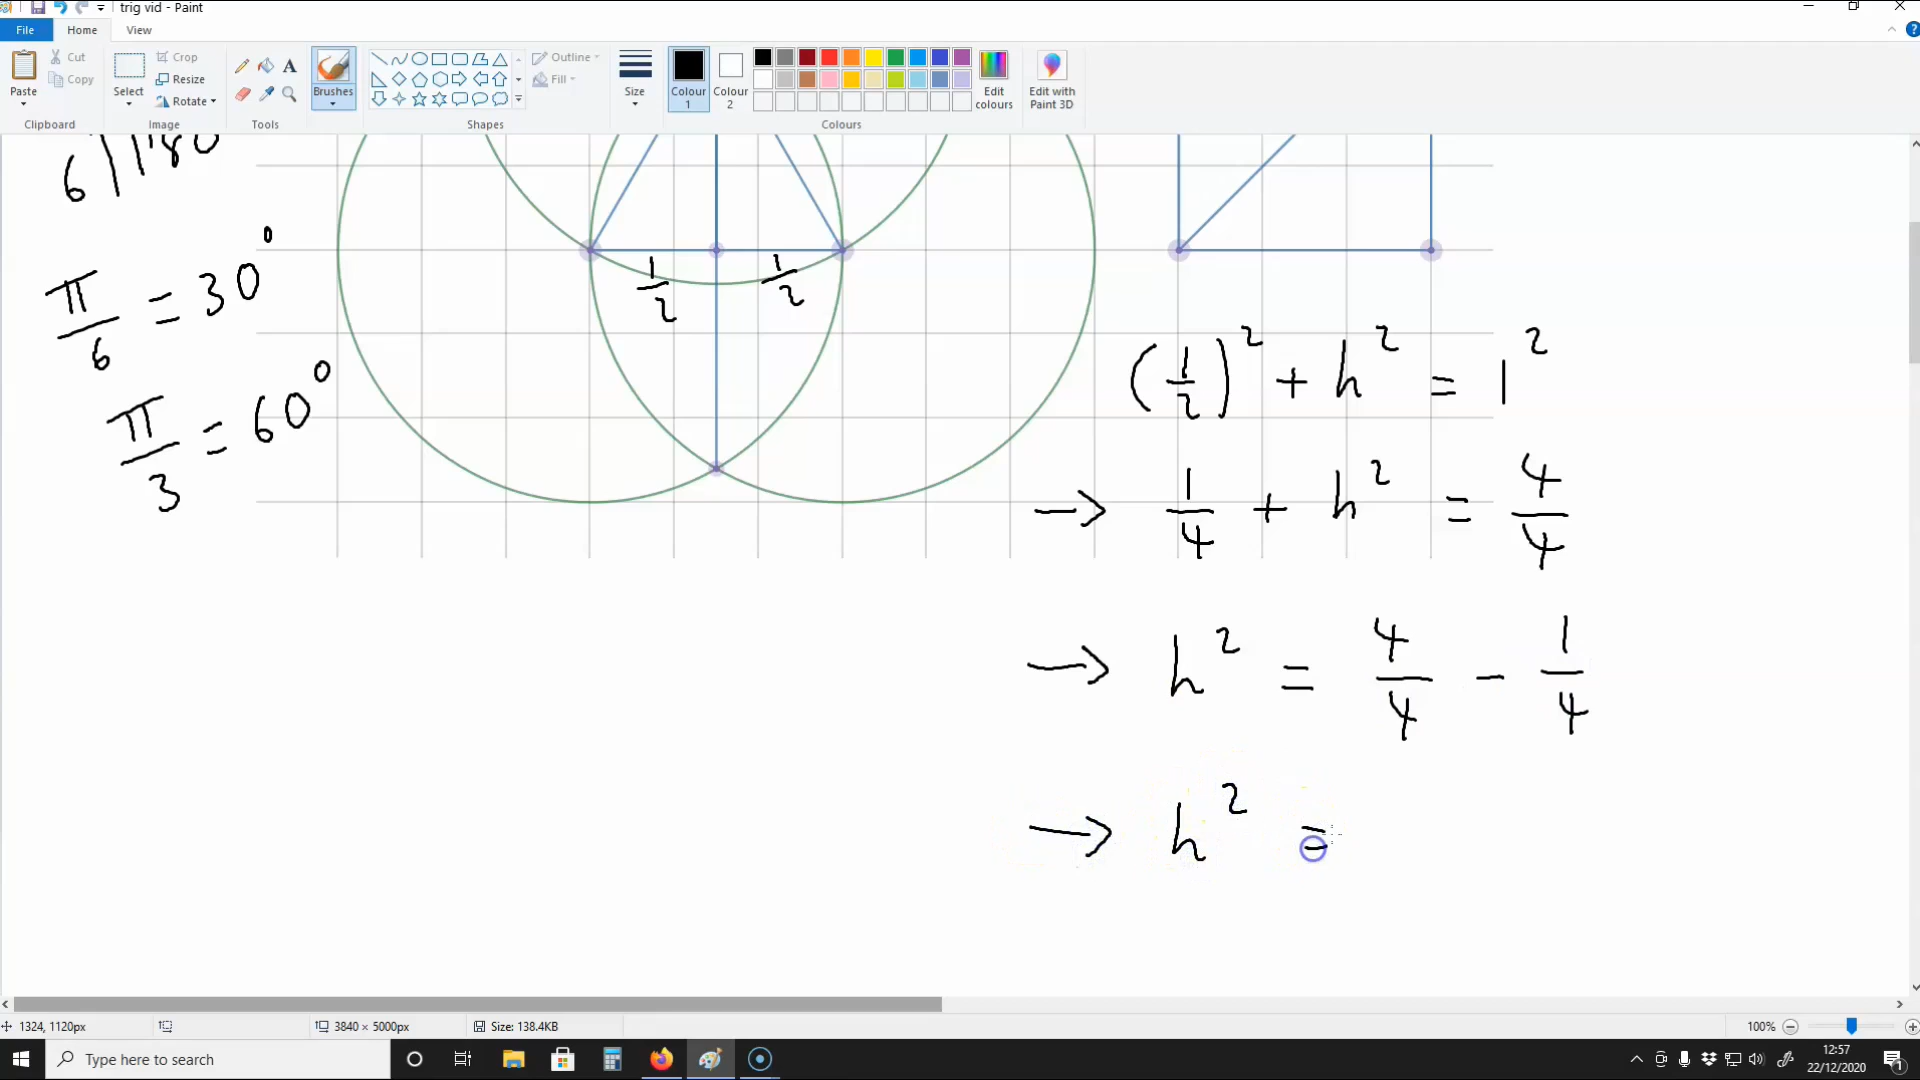 trig vid - Paint
File Home View
Paste Cut Copy Clipboard
Select Crop Resize Rotate Image
Tools
Brushes
Outline Fill Shapes
Size
Colour 1 Colour 2 Edit colours Colours
Edit with Paint 3D
6 180
π/6 = 30°
π/3 = 60°
1/2 1/2
(1/2)² + h² = 1²
→ 1/4 + h² = 4/4
→ h² = 4/4 - 1/4
→ h² =
1324, 1120px 3840 × 5000px Size: 138.4KB 100%
Type here to search
12:57
22/12/2020
1